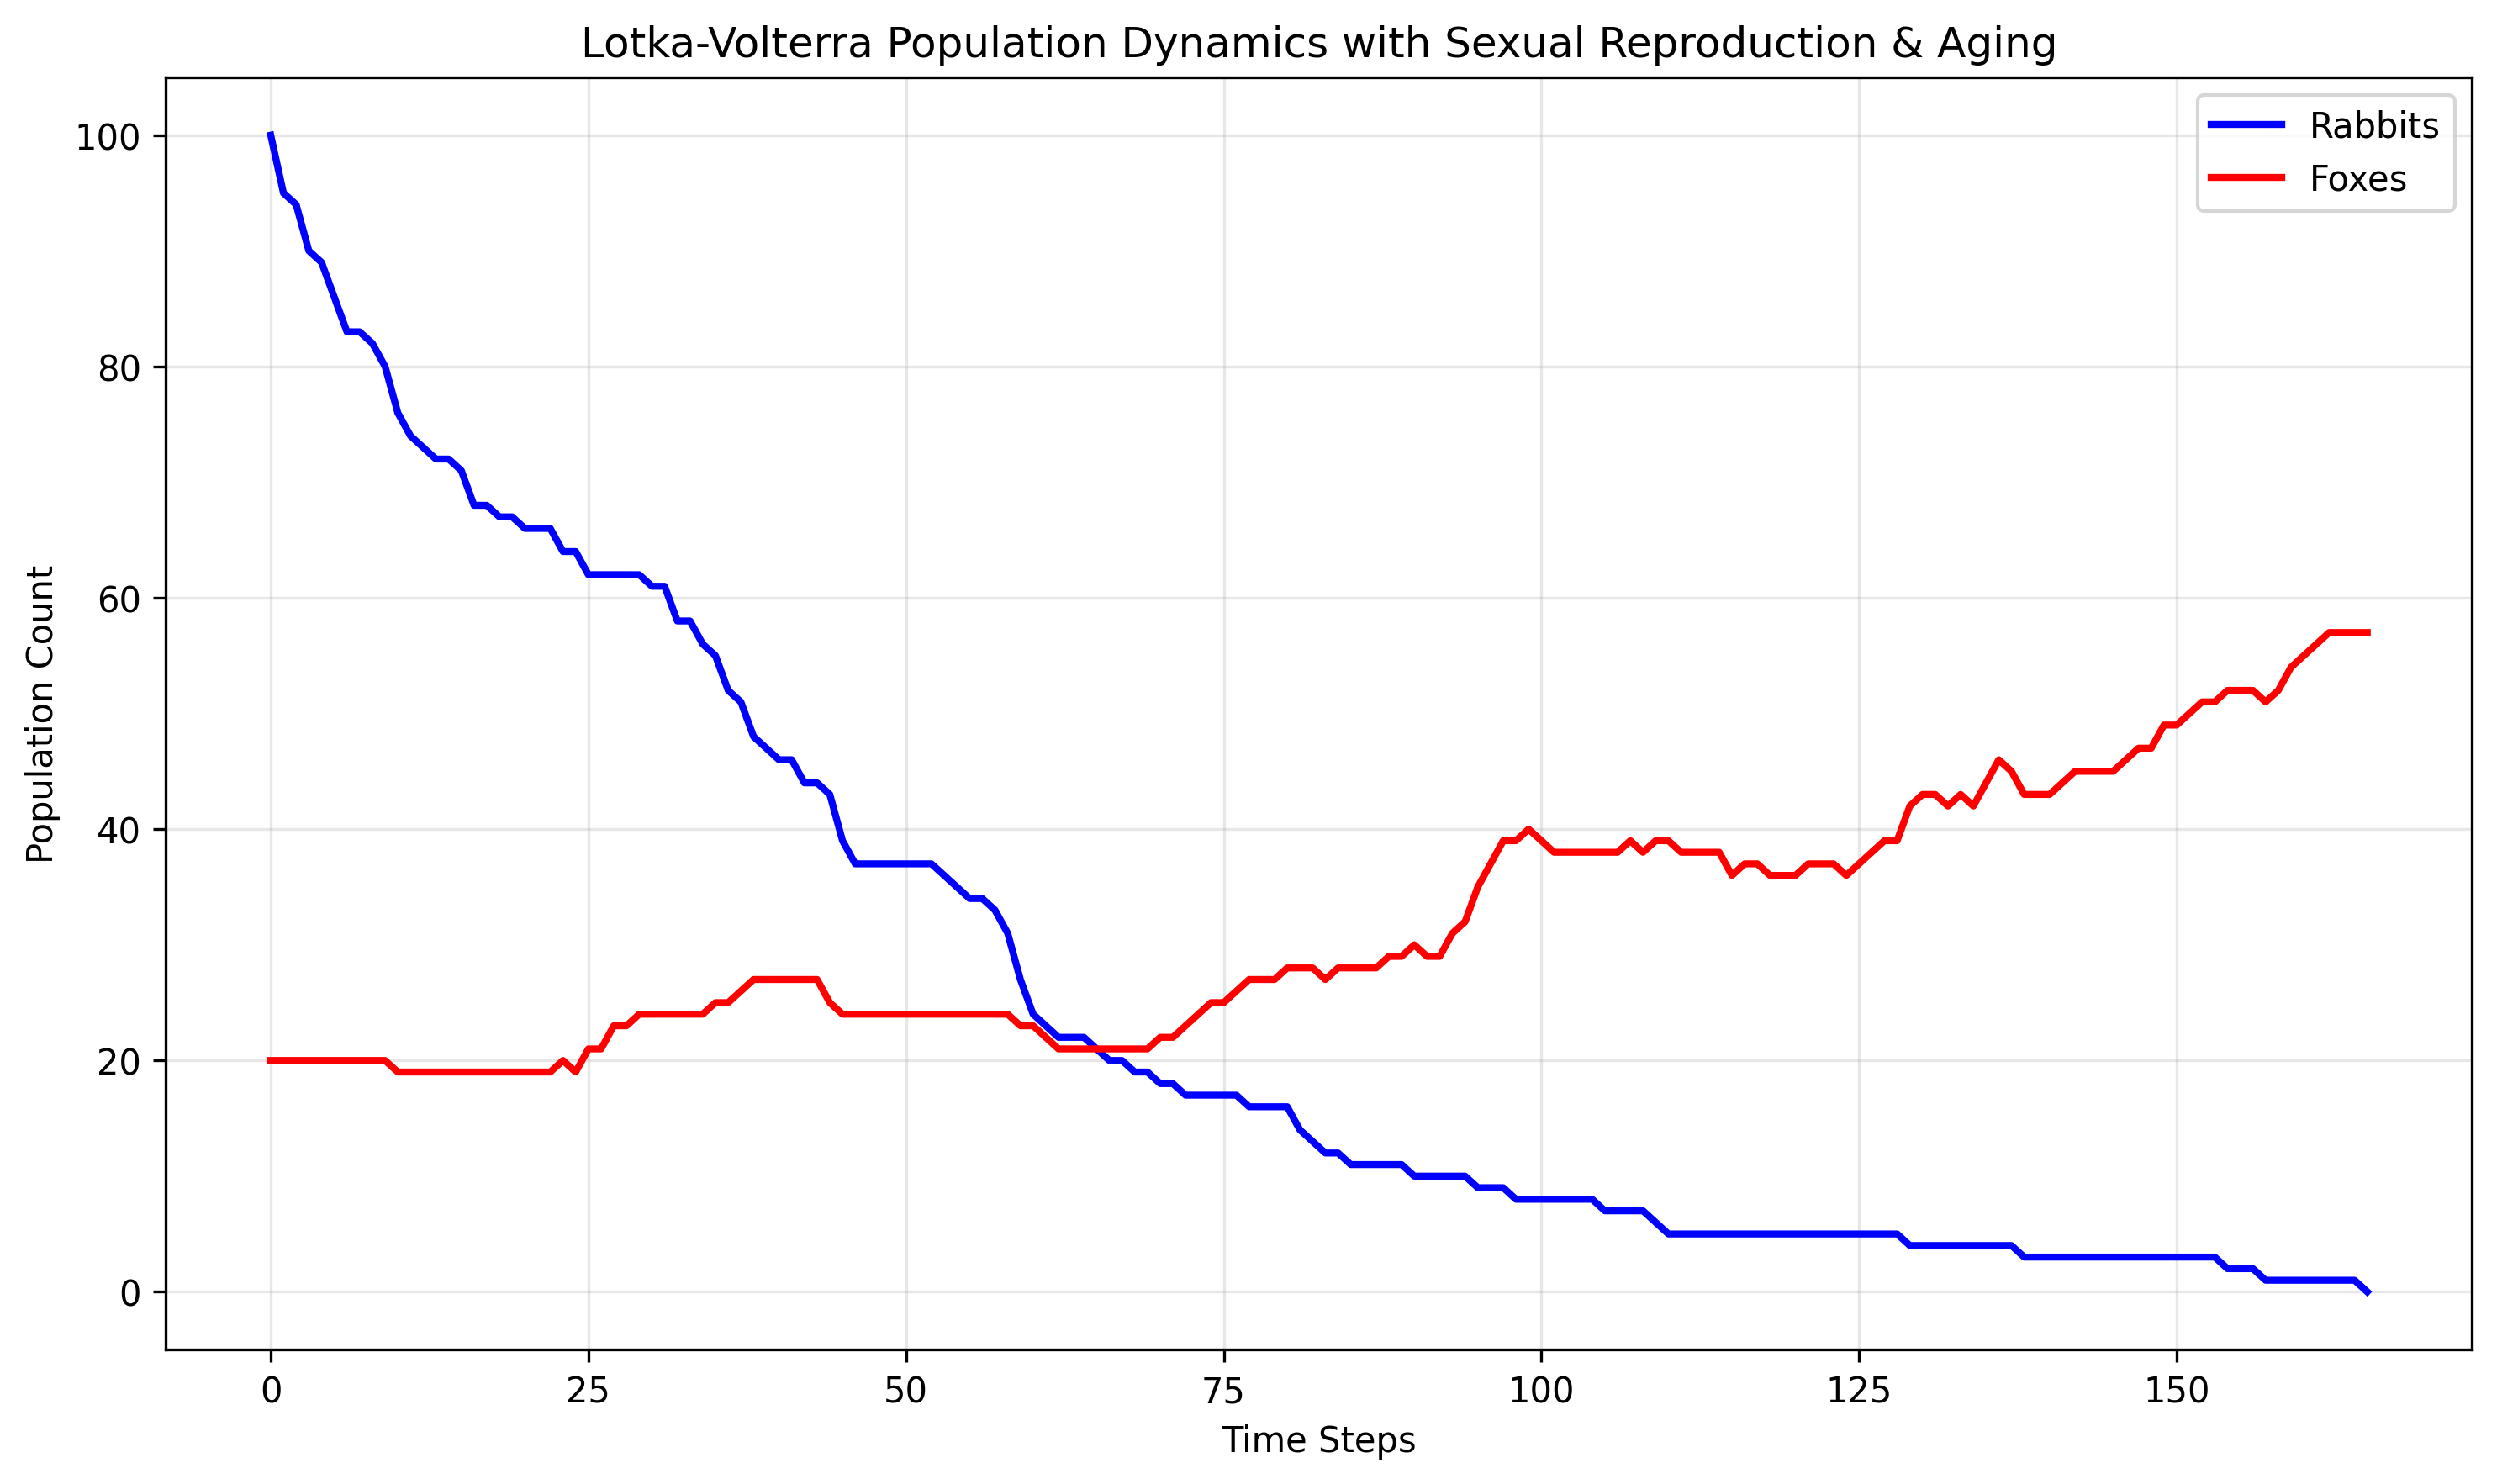 Lotka-Volterra Population Dynamics with Sexual Reproduction & Aging
Rabbits
Foxes
Population Count
100
80
60
40
20
0
0 25 50 75 100 125 150
Time Steps